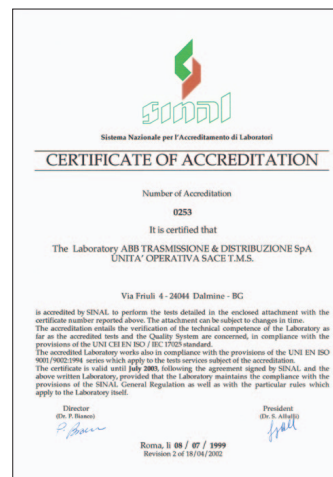 sinal
Sistema Nazionale per l'Accreditamento di Laboratori
CERTIFICATE OF ACCREDITATION
Number of Accreditation
0253
It is certified that
The Laboratory ABB TRASMISSIONE & DISTRIBUZIONE SpA
UNITA' OPERATIVA SACE T.M.S.
Via Friuli 4 - 24044 Dalmine - BG
is accredited by SINAL to perform the tests detailed in the enclosed attachment with the
certificate number reported above. The attachment can be subject to changes in time.
The accreditation entails the verification of the technical competence of the Laboratory as
far as the accredited tests and the Quality System are concerned, in compliance with the
provisions of the UNI CEI EN ISO / IEC 17025 standard.
The accredited Laboratory works also in compliance with the provisions of the UNI EN ISO
9001/9002:1994 series which apply to the tests services subject of the accreditation.
The certificate is valid until July 2003, following the agreement signed by SINAL and the
above written Laboratory, provided that the Laboratory maintains the compliance with the
provisions of the SINAL General Regulation as well as with the particular rules which
apply to the Laboratory itself.
Director
(Dr. P. Bianco)
President
(Dr. S.
Roma, li 08 / 07 / 1999
Revision 2 of 18/04/2002